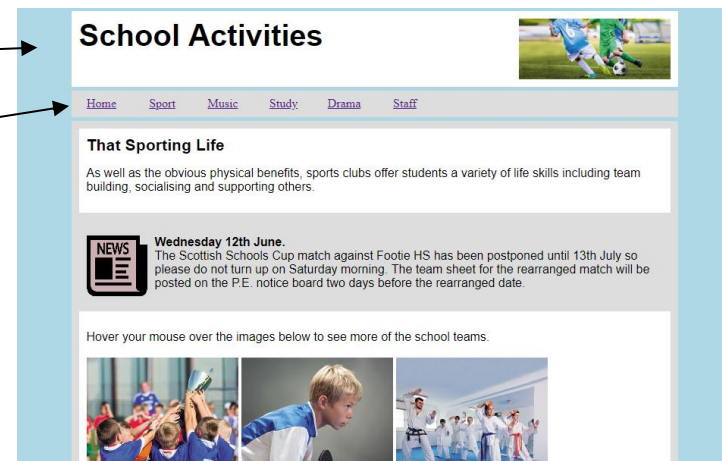 School Activities
Home Sport Music Study Drama Staff
That Sporting Life
As well as the obvious physical benefits, sports clubs offer students a variety of life skills including team
building, socialising and supporting others.
NEWS
Wednesday 12th June.
The Scottish Schools Cup match against Footie HS has been postponed until 13th July so
please do not turn up on Saturday morning. The team sheet for the rearranged match will be
posted on the P.E. notice board two days before the rearranged date.
Hover your mouse over the images below to see more of the school teams.